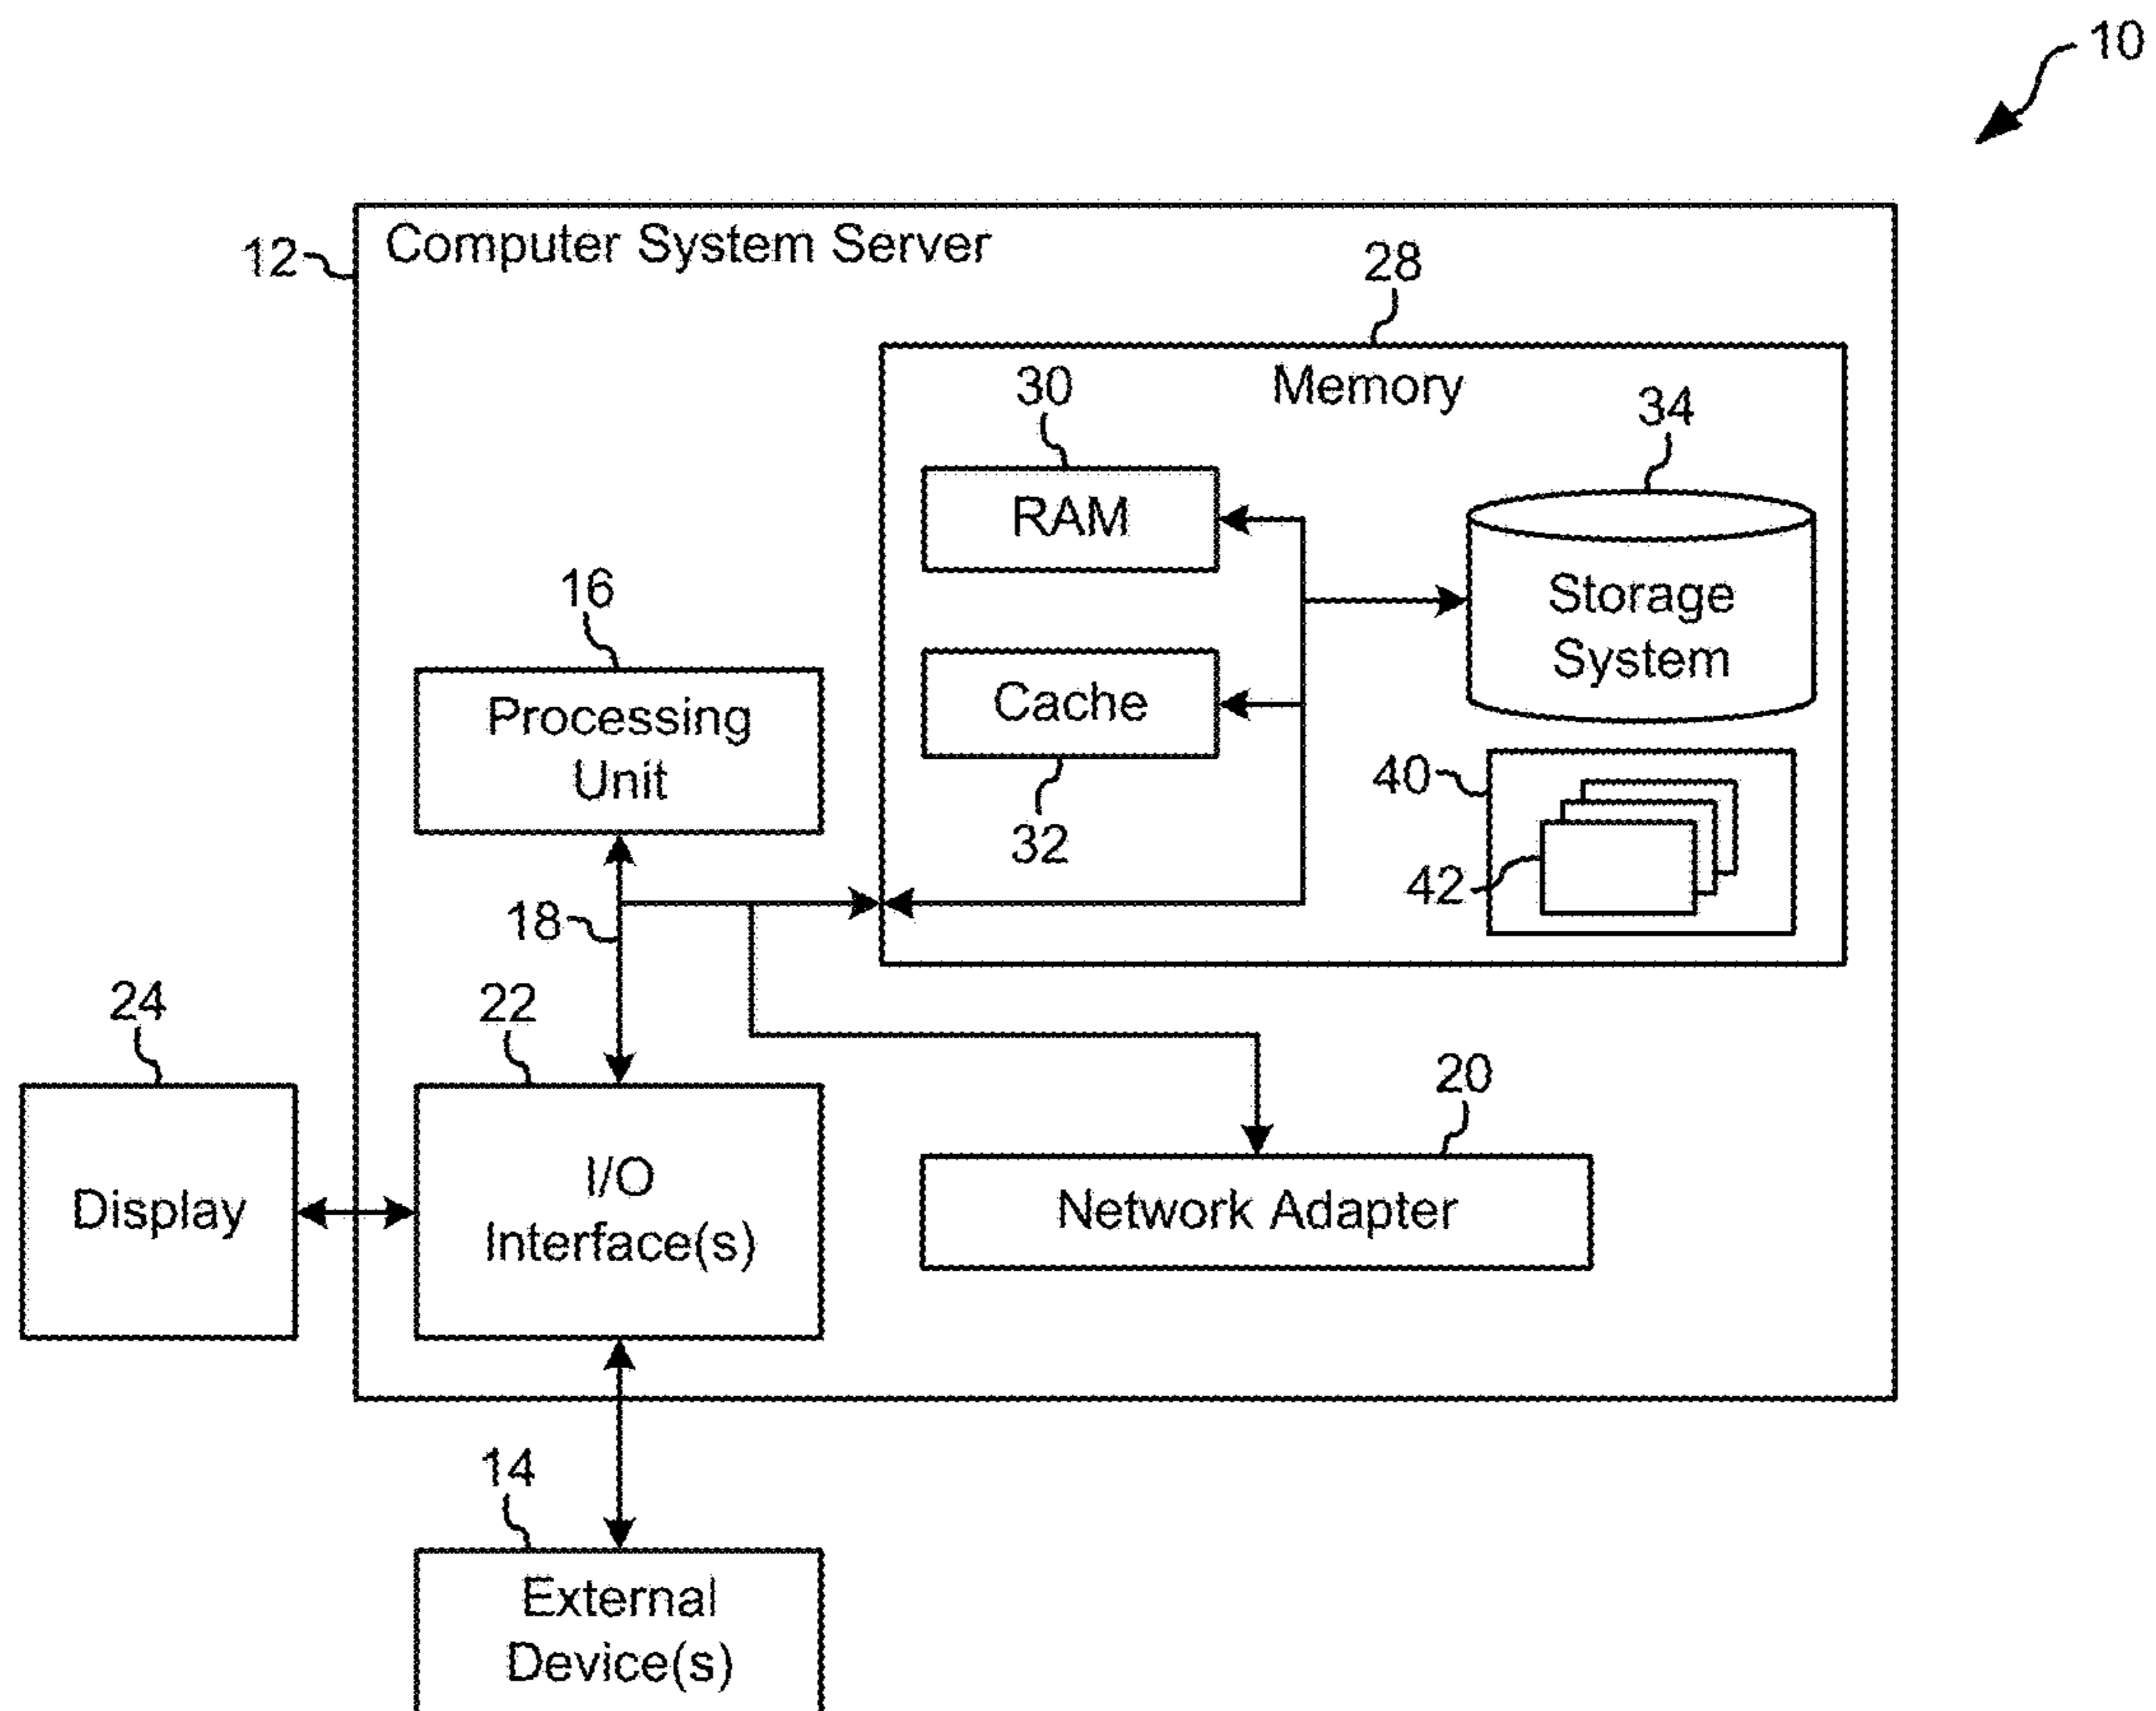 10
12
Computer System Server
28
Memory
30
RAM
34
Storage
System
Cache
32
16
Processing
Unit
40
42
18
24
Display
22
I/O
Interface(s)
20
Network Adapter
14
External
Device(s)